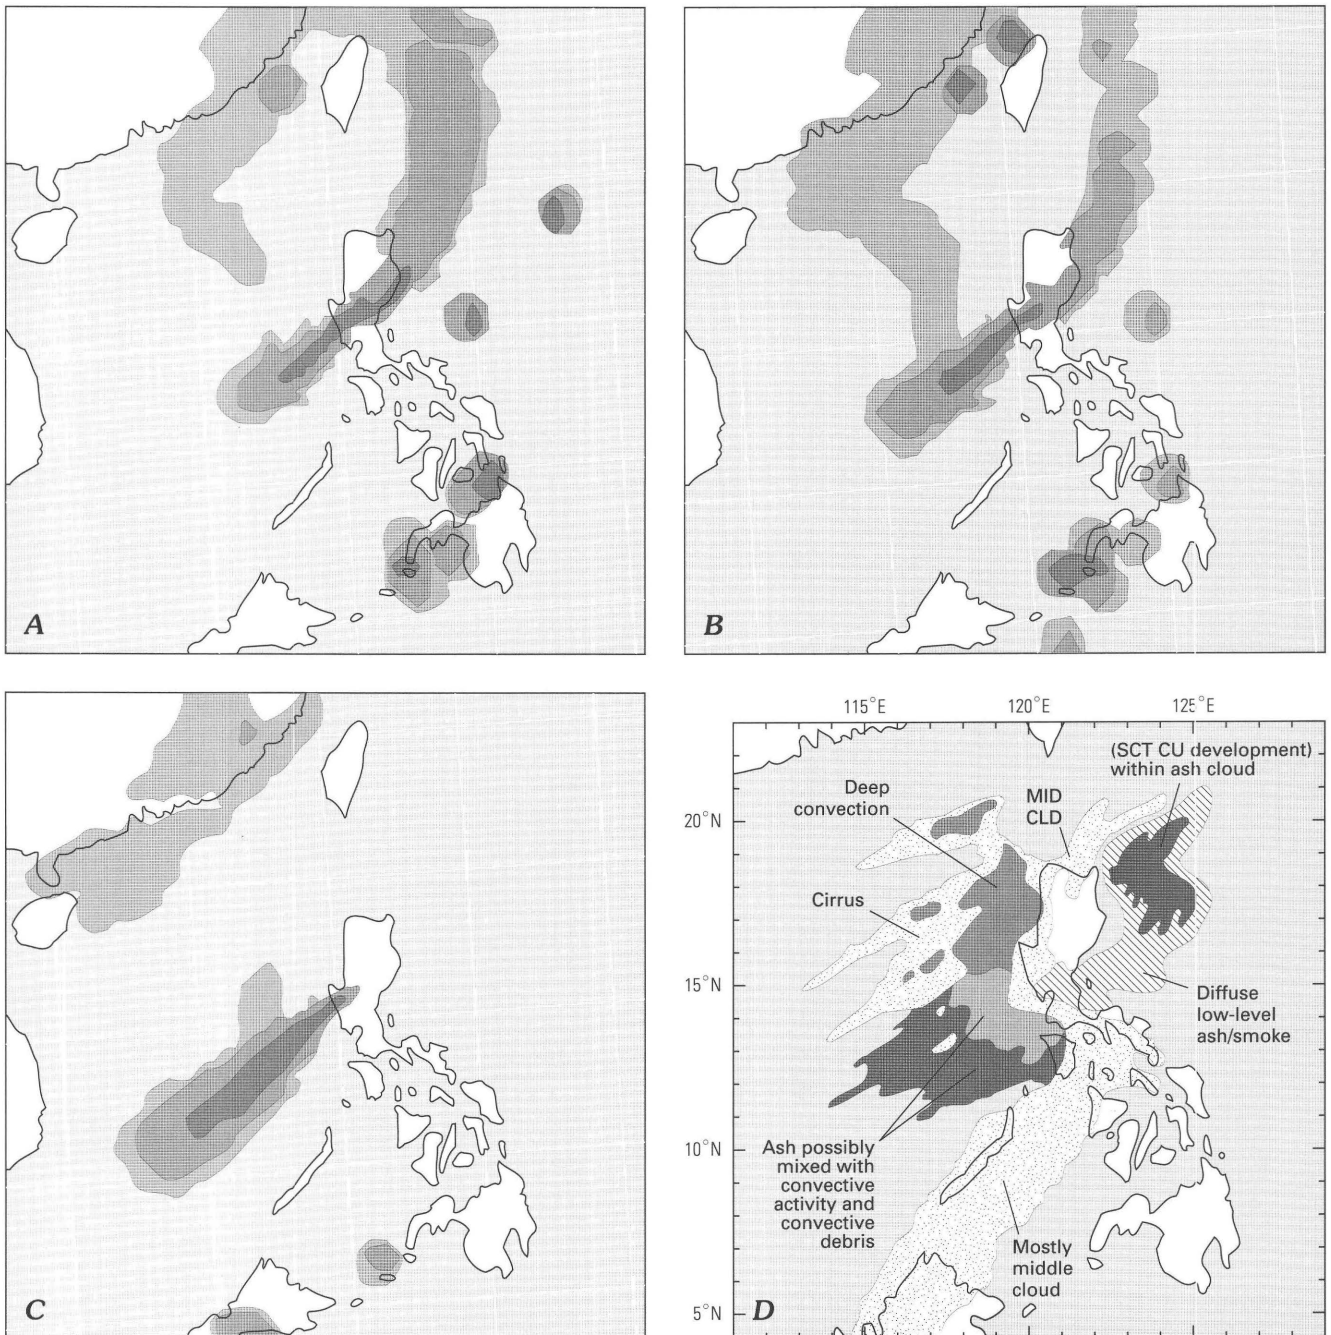 A
B
C
115°E
120°E
125°E
(SCT CU development)
within ash cloud
Deep
convection
MID
CLD
20°N
Cirrus
15°N
Diffuse
low-level
ash/smoke
10°N
Ash possibly
mixed with
convective
activity and
convective
debris
Mostly
middle
cloud
5°N
D